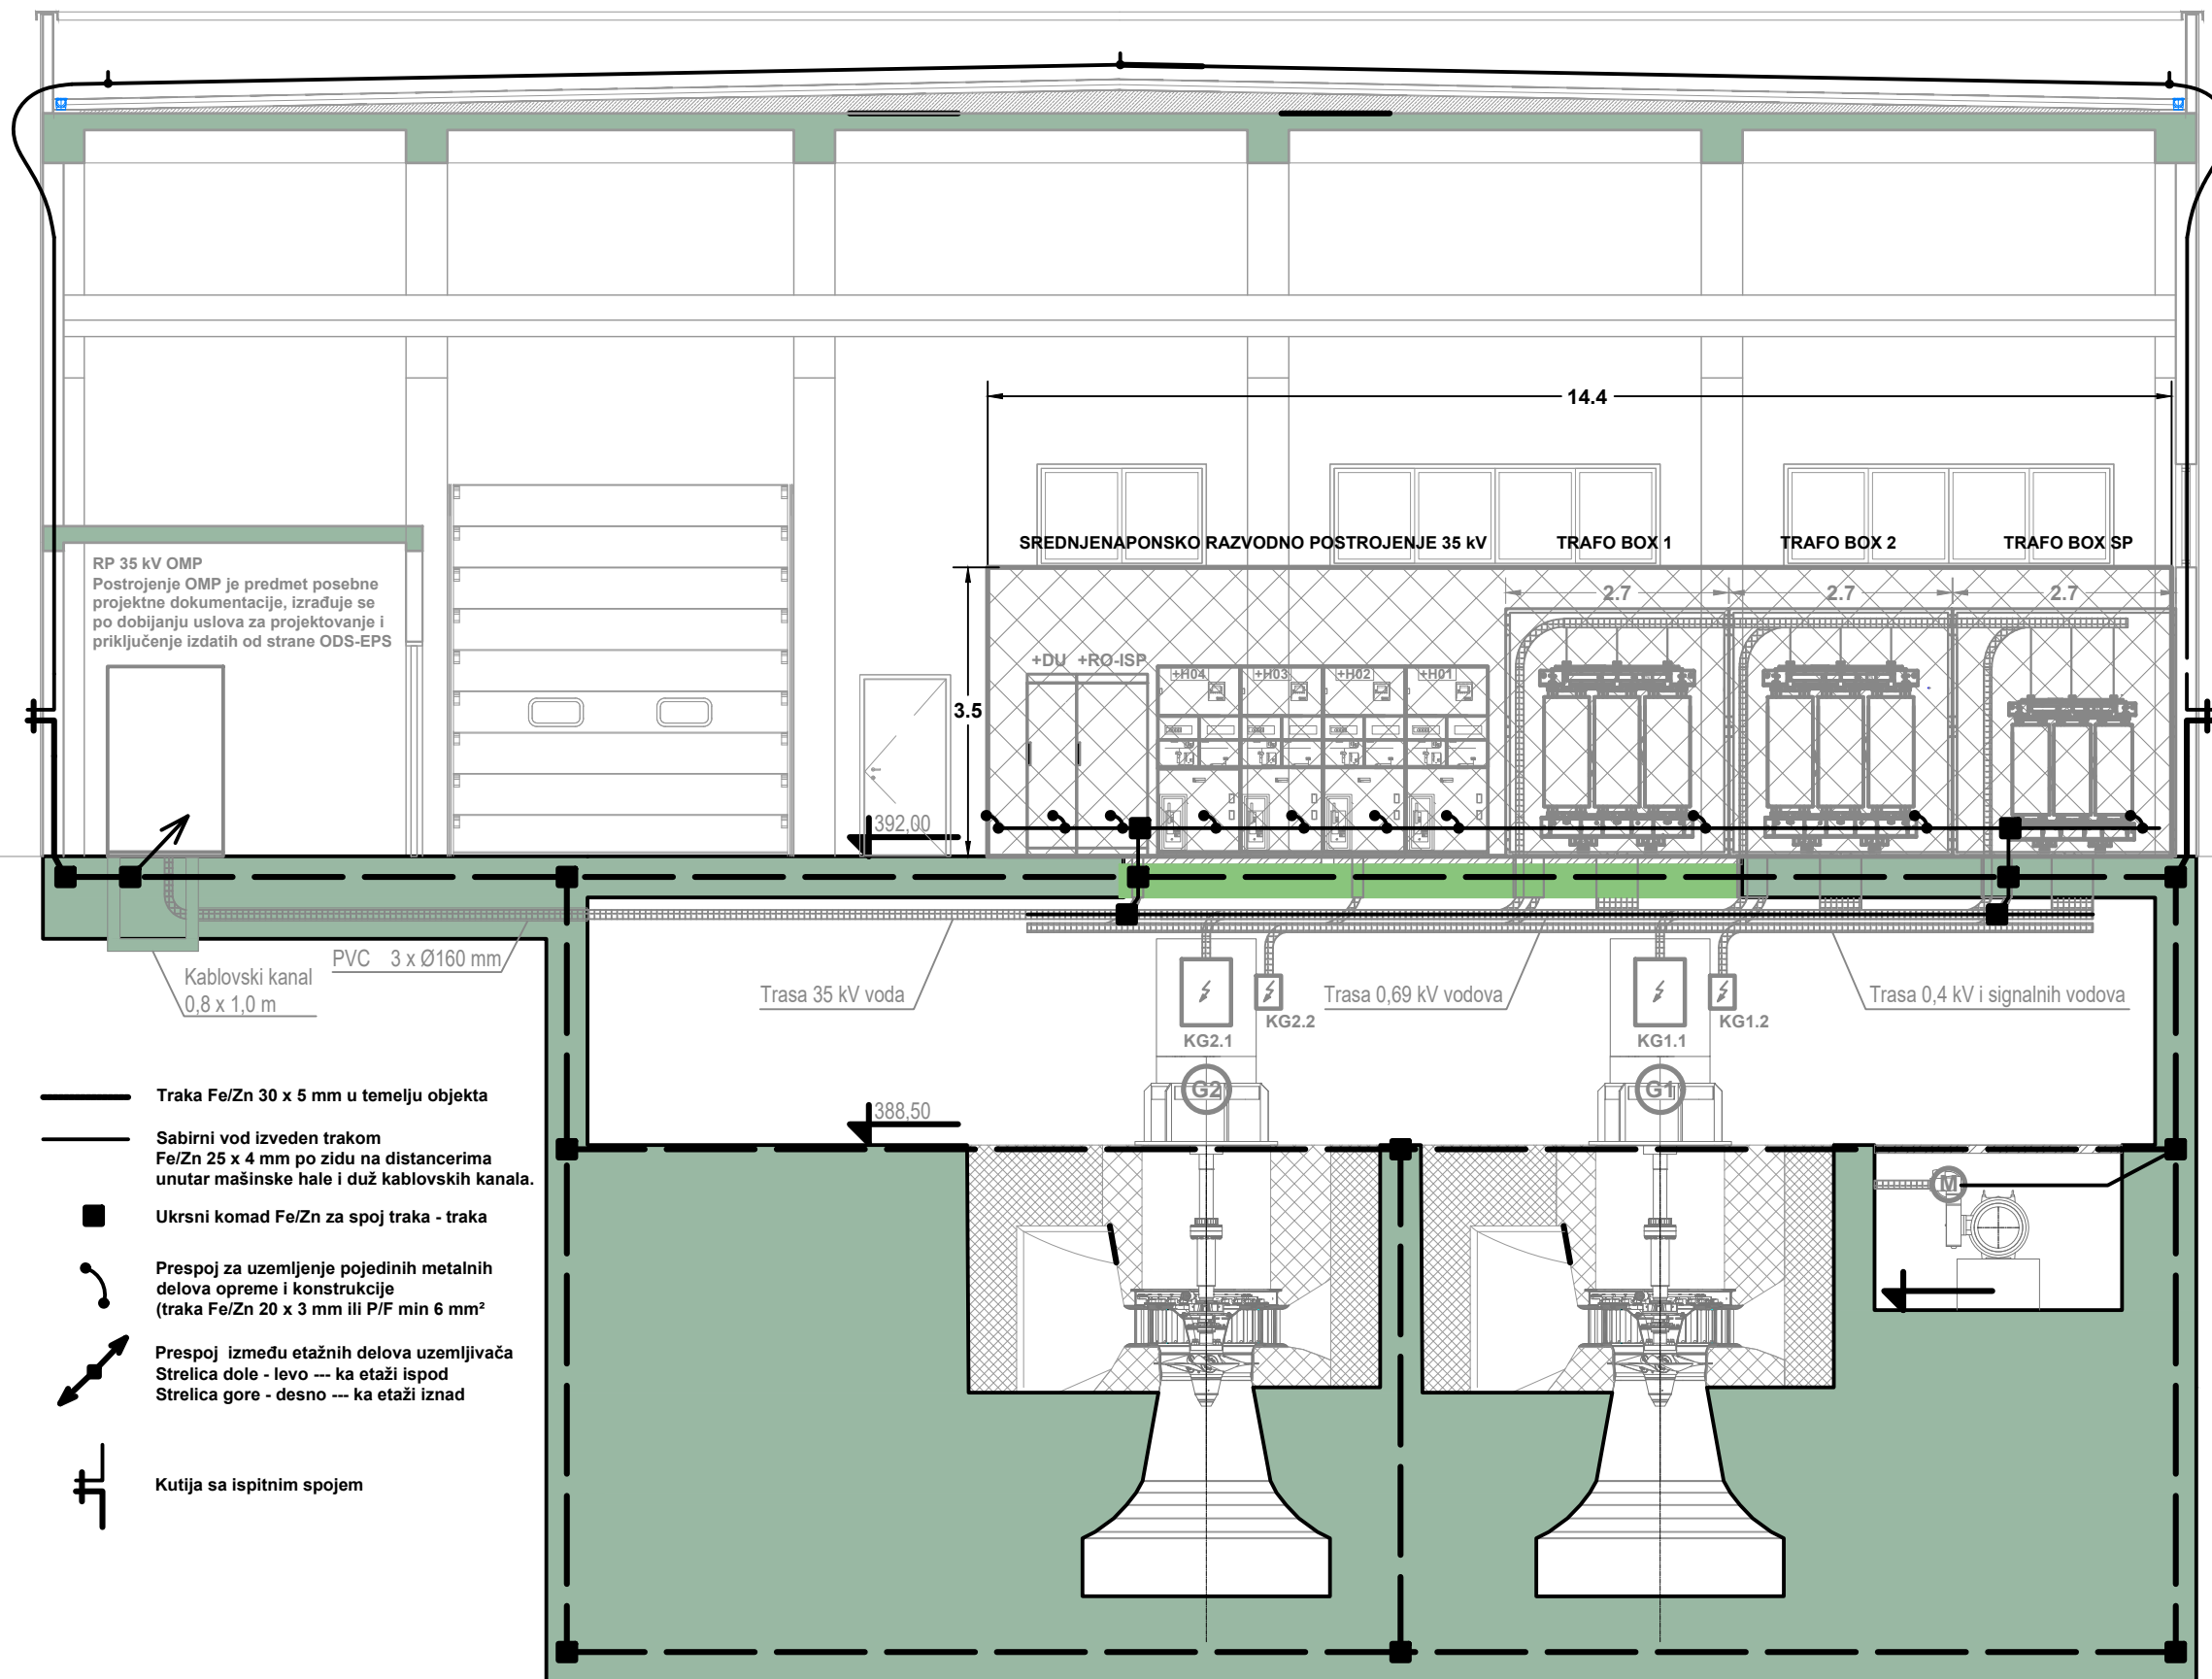 14.4
SREDNJENAPONSKO RAZVODNO POSTROJENJE 35 kV
TRAFO BOX 1
TRAFO BOX 2
TRAFO BOX SP
RP 35 kV OMP
Postrojenje OMP je predmet posebne
projektne dokumentacije, izrađuje se
po dobijanju uslova za projektovanje i
priključenje izdatih od strane ODS-EPS
2.7
2.7
2.7
+DU
+RO-ISP
+H04
+H03
+H02
+H01
3.5
392,00
PVC 3 x Ø160 mm
Kablovski kanal
0,8 x 1,0 m
Trasa 35 kV voda
Trasa 0,69 kV vodova
Trasa 0,4 kV i signalnih vodova
KG2.2
KG2.1
KG1.2
KG1.1
G2
G1
388,50
M
Traka Fe/Zn 30 x 5 mm u temelju objekta
Sabirni vod izveden trakom
Fe/Zn 25 x 4 mm po zidu na distancerima
unutar mašinske hale i duž kablovskih kanala.
Ukrsni komad Fe/Zn za spoj traka - traka
Prespoj za uzemljenje pojedinih metalnih
delova opreme i konstrukcije
(traka Fe/Zn 20 x 3 mm ili P/F min 6 mm²
Prespoj između etažnih delova uzemljivača
Strelica dole - levo --- ka etaži ispod
Strelica gore - desno --- ka etaži iznad
Kutija sa ispitnim spojem